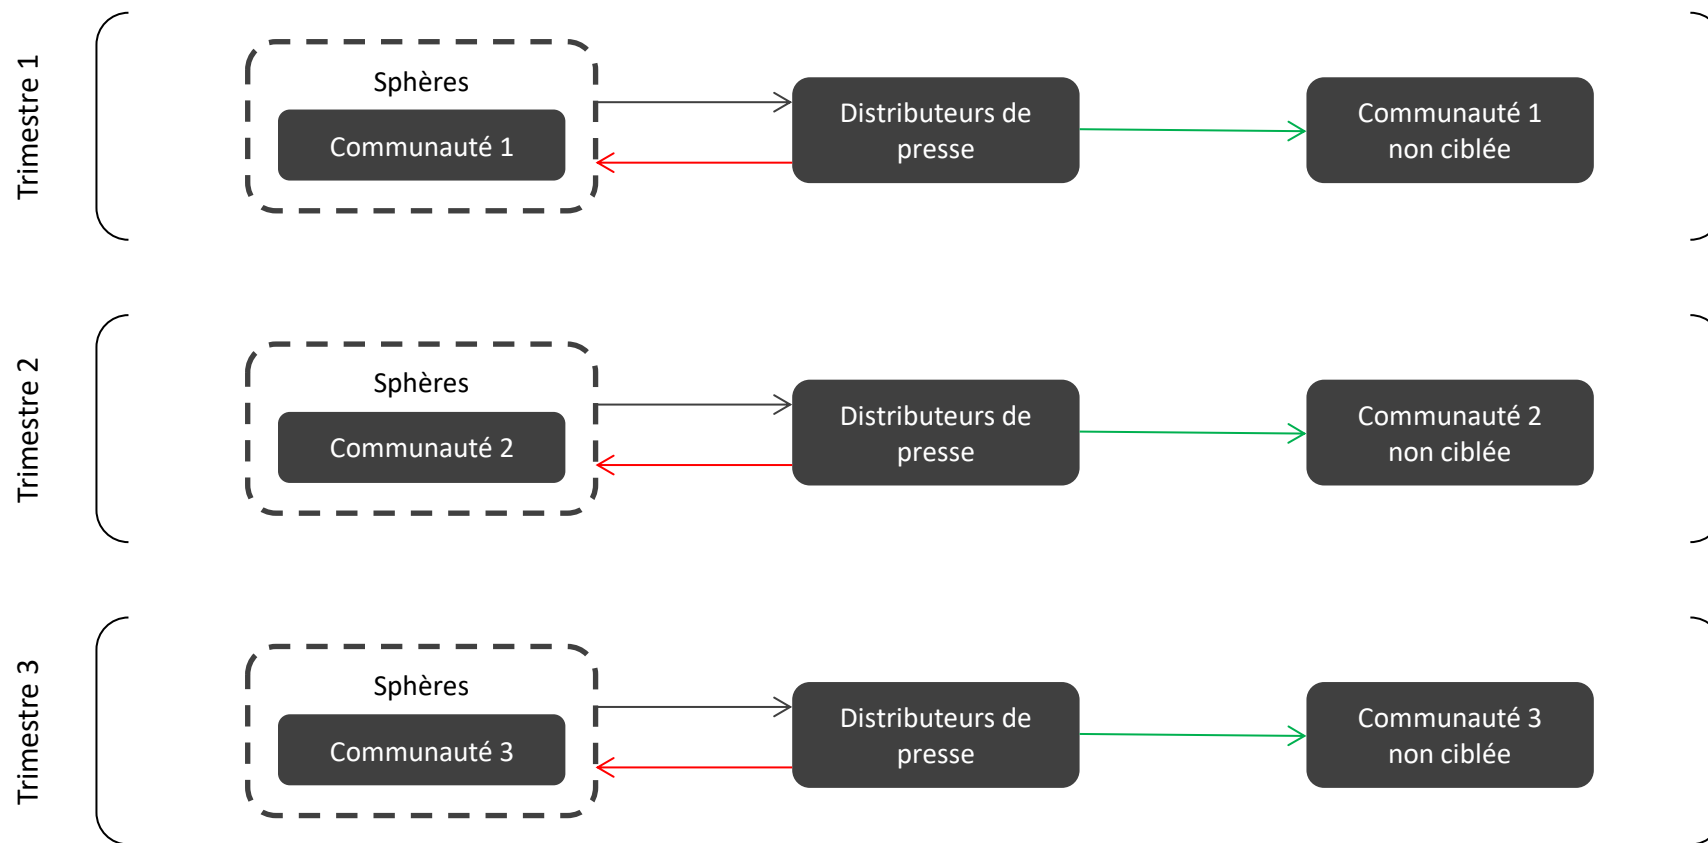 Trimestre 1
Sphères
Communauté 1
Distributeurs de
presse
Communauté 1
non ciblée
Trimestre 2
Sphères
Communauté 2
Distributeurs de
presse
Communauté 2
non ciblée
Trimestre 3
Sphères
Communauté 3
Distributeurs de
presse
Communauté 3
non ciblée